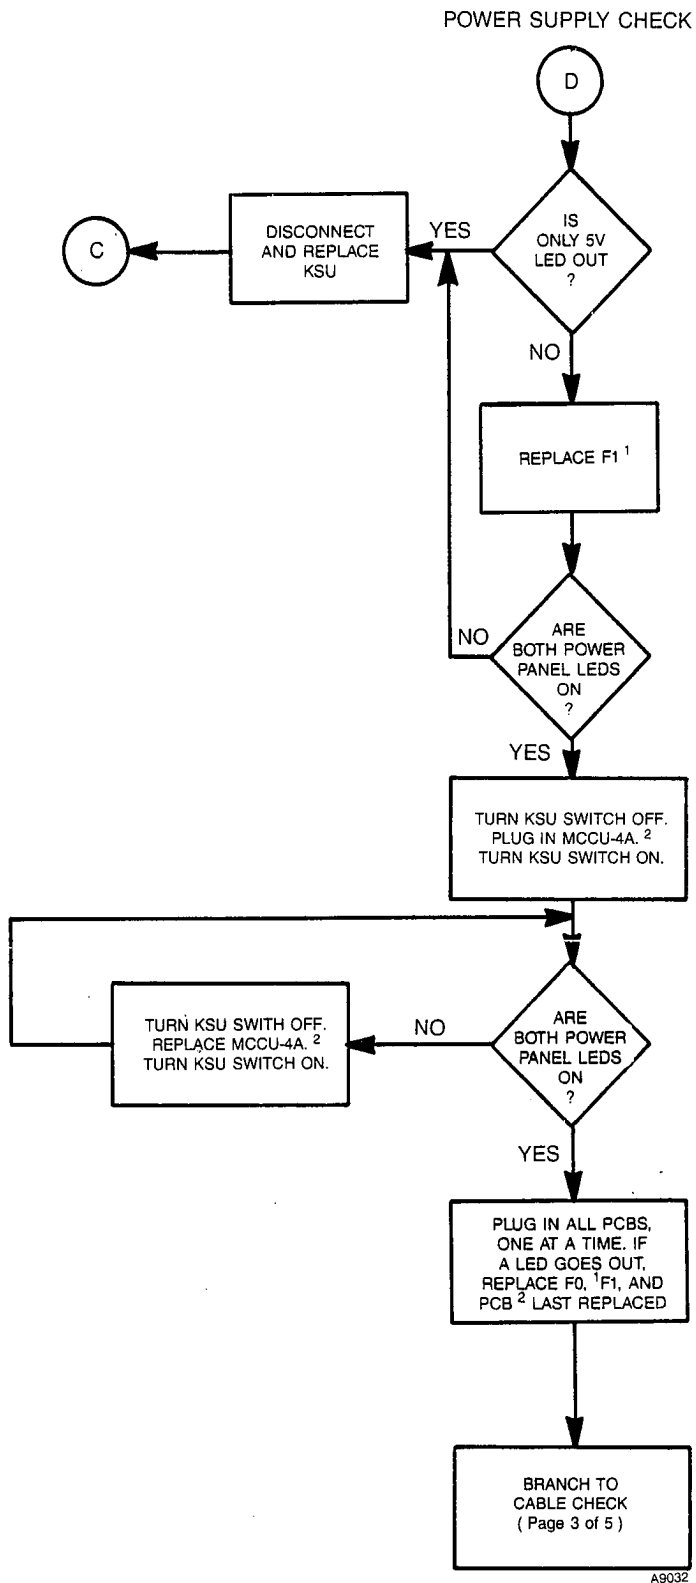 POWER SUPPLY CHECK
D
IS
ONLY 5V
LED OUT
?
YES
DISCONNECT
AND REPLACE
KSU
C
NO
REPLACE F1 1
ARE
BOTH POWER
PANEL LEDS
ON
?
NO
YES
TURN KSU SWITCH OFF.
PLUG IN MCCU-4A. 2
TURN KSU SWITCH ON.
ARE
BOTH POWER
PANEL LEDS
ON
?
NO
TURN KSU SWITH OFF.
REPLACE MCCU-4A. 2
TURN KSU SWITCH ON.
YES
PLUG IN ALL PCBS,
ONE AT A TIME. IF
A LED GOES OUT,
REPLACE F0, 1F1, AND
PCB 2 LAST REPLACED
BRANCH TO
CABLE CHECK
( Page 3 of 5 )
A9032